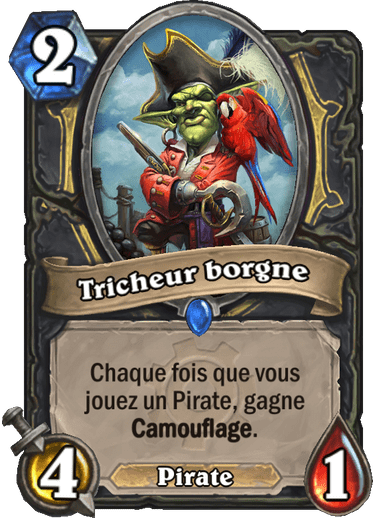 2
Tricheur borgne
Chaque fois que vous
jouez un Pirate, gagne
Camouflage.
4
Pirate
1